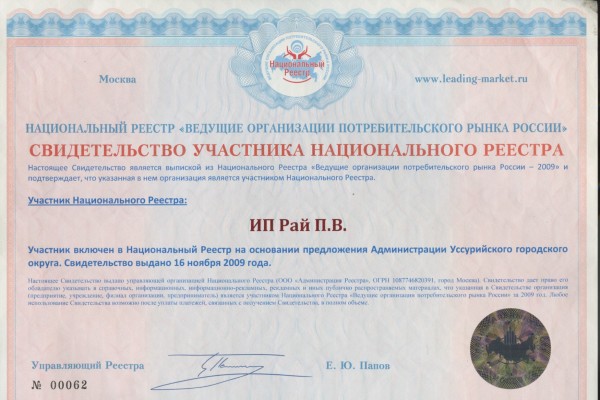 Национальный
Реестр
Москва
www.leading-market.ru
НАЦИОНАЛЬНЫЙ РЕЕСТР «ВЕДУЩИЕ ОРГАНИЗАЦИИ ПОТРЕБИТЕЛЬСКОГО РЫНКА РОССИИ»
СВИДЕТЕЛЬСТВО УЧАСТНИКА НАЦИОНАЛЬНОГО РЕЕСТРА
Настоящее Свидетельство является выпиской из Национального Реестра «Ведущие организации потребительского рынка России – 2009» и
подтверждает, что указанная в нем организация является участником Национального Реестра.
Участник Национального Реестра:
ИП Рай П.В.
Участник включен в Национальный Реестр на основании предложения Администрации Уссурийского городского
округа. Свидетельство выдано 16 ноября 2009 года.
Настоящее Свидетельство выдано управляющей организацией Национального Реестра (ООО «Администрация Реестра», ОГРН 1087746820391, город Москва). Свидетельство дает право его
обладателю указывать в справочных, информационных, информационно-рекламных, рекламных и иных публично распространяемых материалах, что указанная в Свидетельстве организация
(предприятие, учреждение, филиал организации, предприниматель) является участником Национального Реестра «Ведущие организации потребительского рынка России» за 2009 год. Любое
использование Свидетельства возможно после уплаты платежей, связанных с получением Свидетельства, в полном объеме.
Управляющий Реестра
Е. Ю. Папов
№ 00062